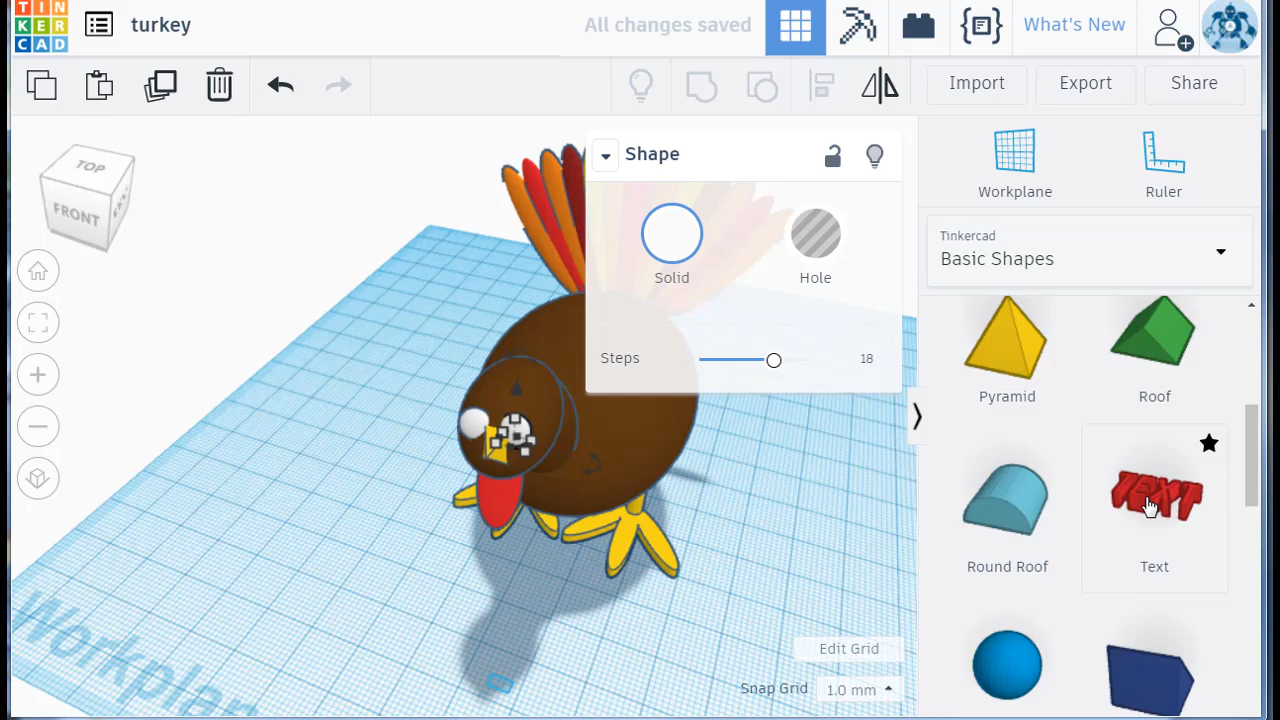 TIN
KER
CAD
turkey
All changes saved
What's New
Import
Export
Share
TOP
FRONT
Shape
Solid
Hole
Steps
18
Workplane
Ruler
Tinkercad
Basic Shapes
Pyramid
Roof
Round Roof
TEXT
Text
Workplan
Edit Grid
Snap Grid
1.0 mm